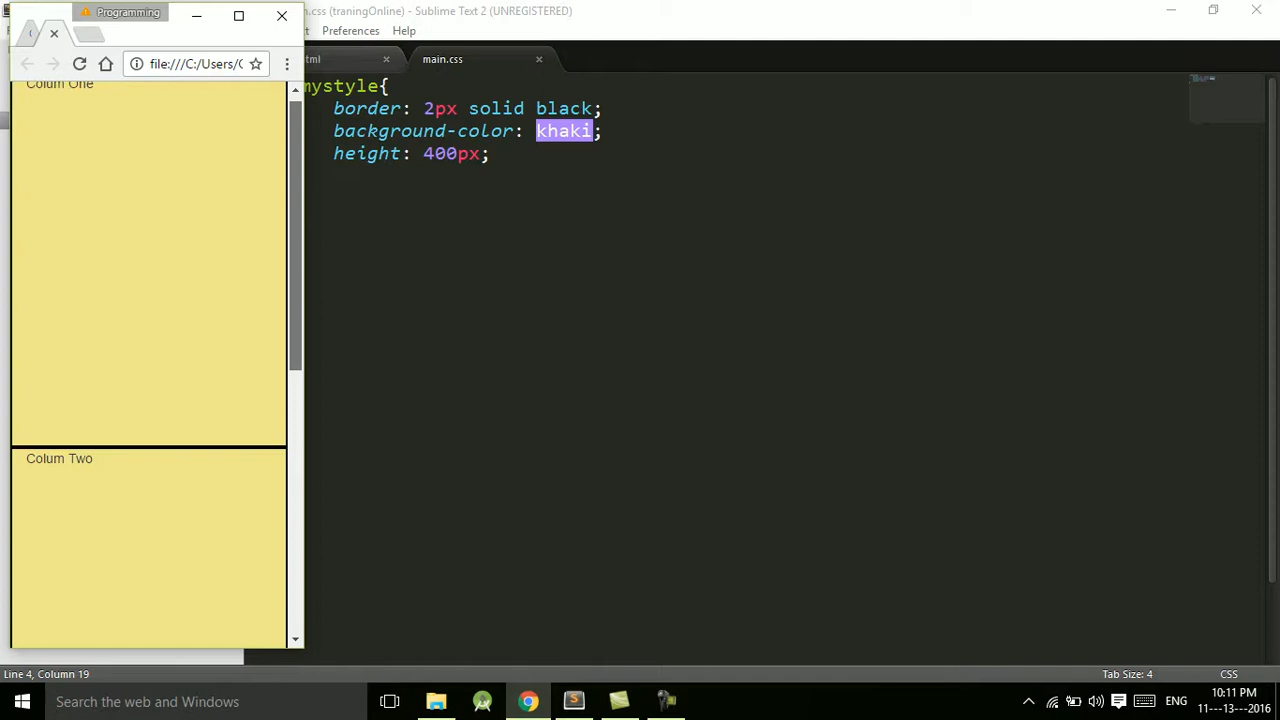 Programming
.css (traningOnline) - Sublime Text 2 (UNREGISTERED)
Preferences Help
file:///C:/Users/
main.css
mystyle{
border: 2px solid black;
background-color: khaki;
height: 400px;
Colum One
Colum Two
Line 4, Column 19
Tab Size: 4
CSS
Search the web and Windows
ENG
10:11 PM
11---13---2016